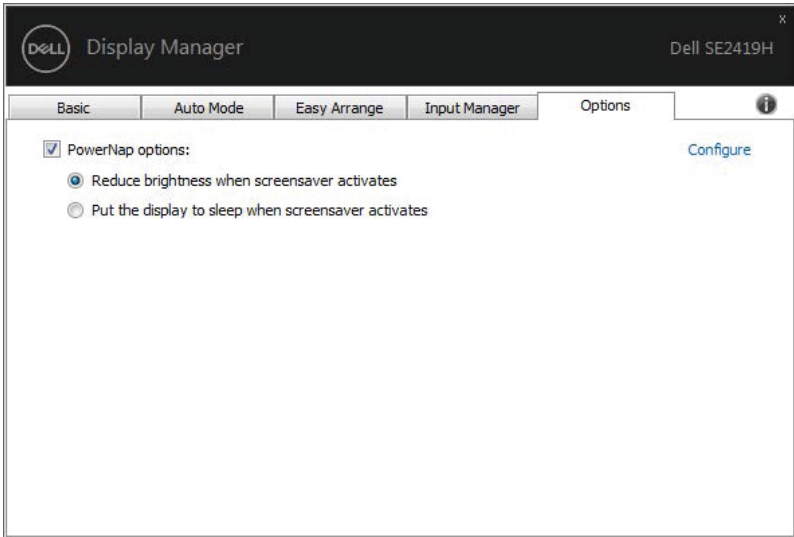 x
DELL Display Manager Dell SE2419H
Basic Auto Mode Easy Arrange Input Manager Options i
PowerNap options: Configure
Reduce brightness when screensaver activates
Put the display to sleep when screensaver activates